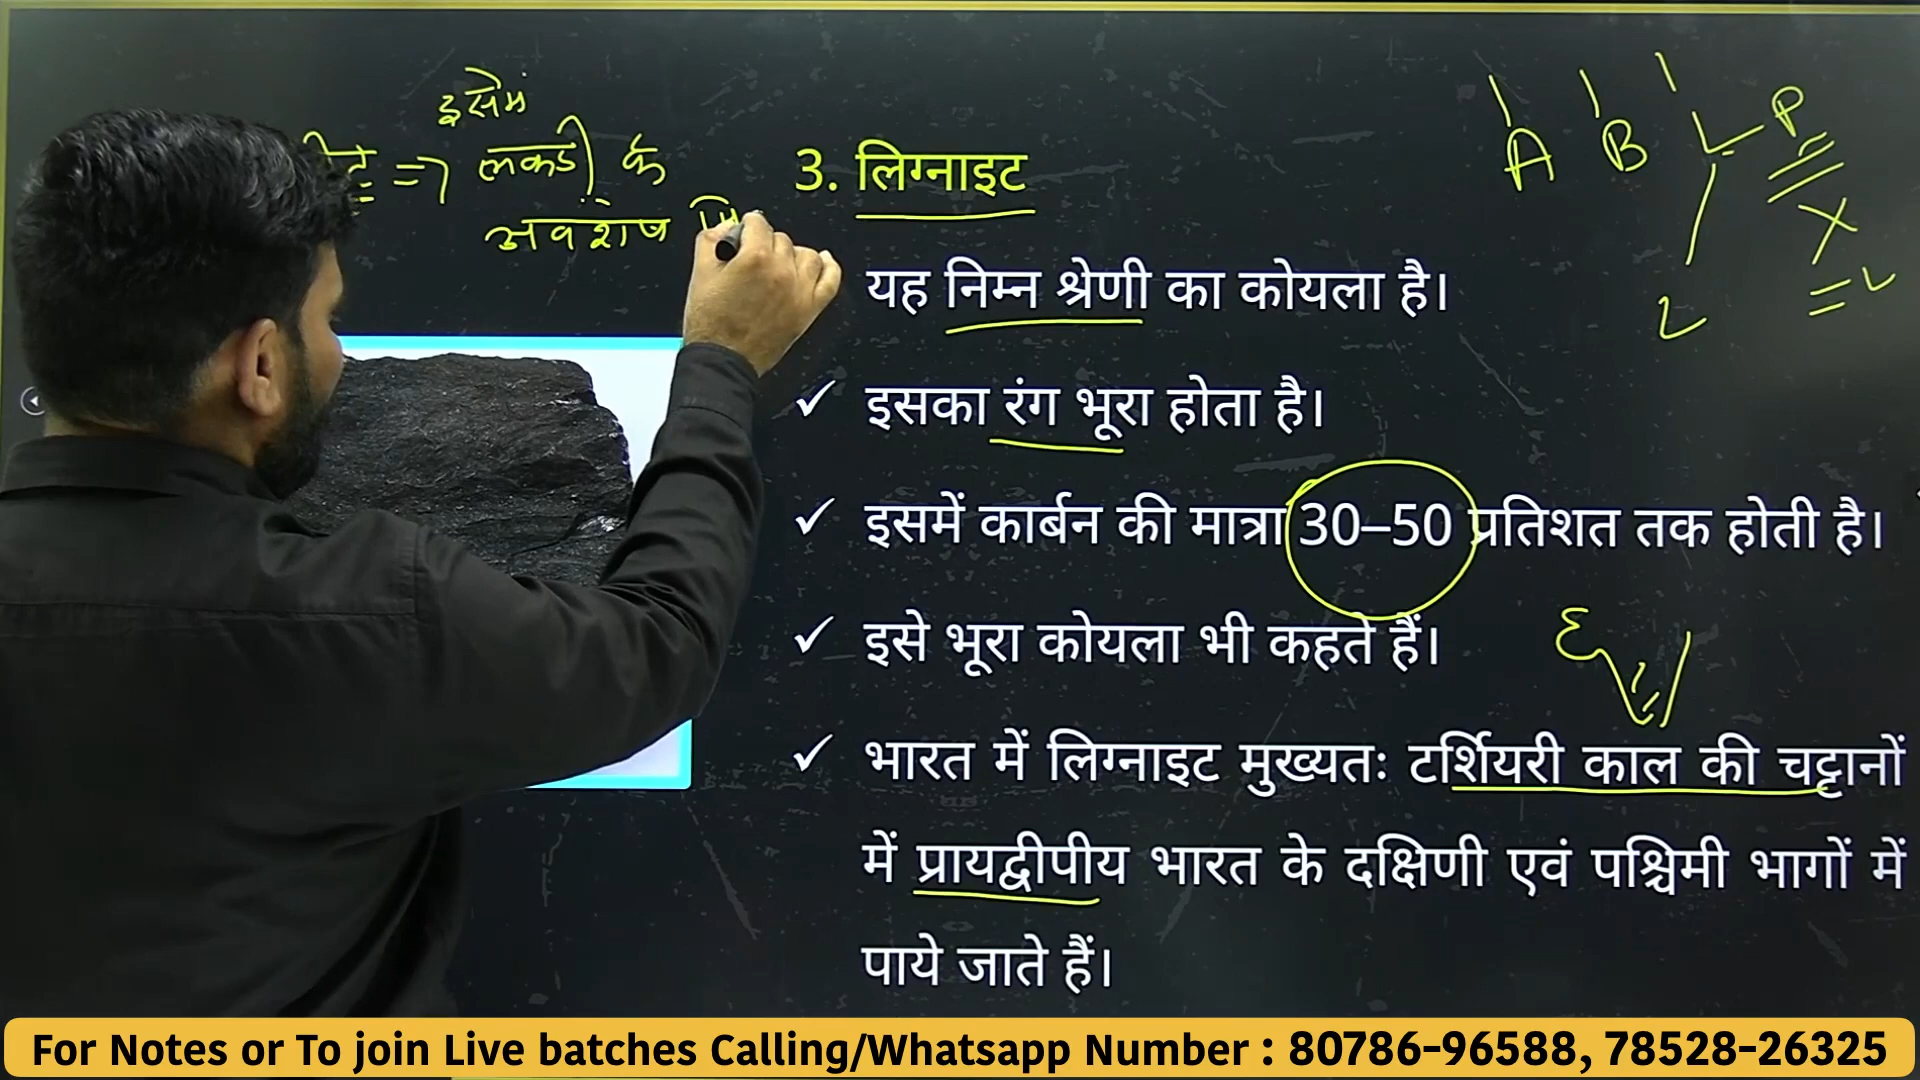 इसमें
=> लकडी के
अवशेष
3. लिग्नाइट
यह निम्न श्रेणी का कोयला है।
✓ इसका रंग भूरा होता है।
✓ इसमें कार्बन की मात्रा 30–50 प्रतिशत तक होती है।
✓ इसे भूरा कोयला भी कहते हैं।
✓ भारत में लिग्नाइट मुख्यतः टर्शियरी काल की चट्टानों
में प्रायद्वीपीय भारत के दक्षिणी एवं पश्चिमी भागों में
पाये जाते हैं।
A B L P
X
L
For Notes or To join Live batches Calling/Whatsapp Number : 80786-96588, 78528-26325